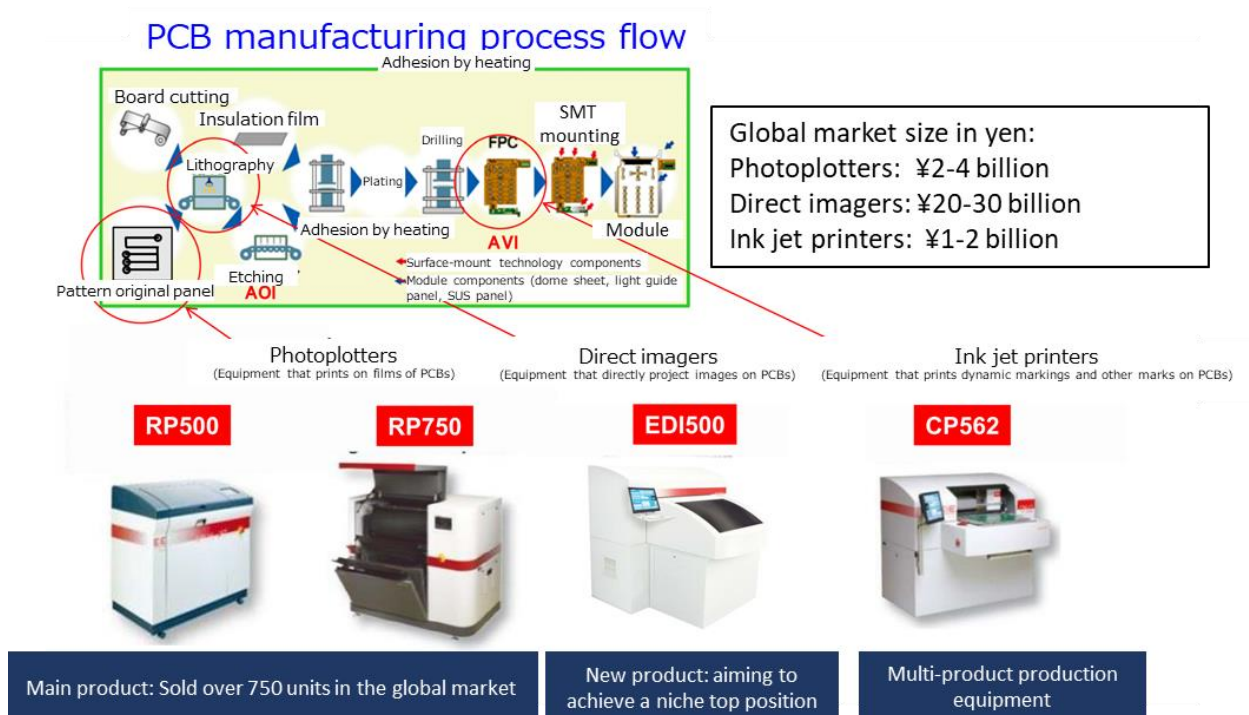 PCB manufacturing process flow
Adhesion by heating
Board cutting
Insulation film
Lithography
Drilling
FPC
SMT
mounting
Plating
Adhesion by heating
AVI
Module
Pattern original panel
Etching
AOI
Surface-mount technology components
Module components (dome sheet, light guide
panel, SUS panel)
Global market size in yen:
Photoplotters: ¥2-4 billion
Direct imagers: ¥20-30 billion
Ink jet printers: ¥1-2 billion
Photoplotters
(Equipment that prints on films of PCBs)
Direct imagers
(Equipment that directly project images on PCBs)
Ink jet printers
(Equipment that prints dynamic markings and other marks on PCBs)
RP500
RP750
EDI500
CP562
Main product: Sold over 750 units in the global market
New product: aiming to
achieve a niche top position
Multi-product production
equipment